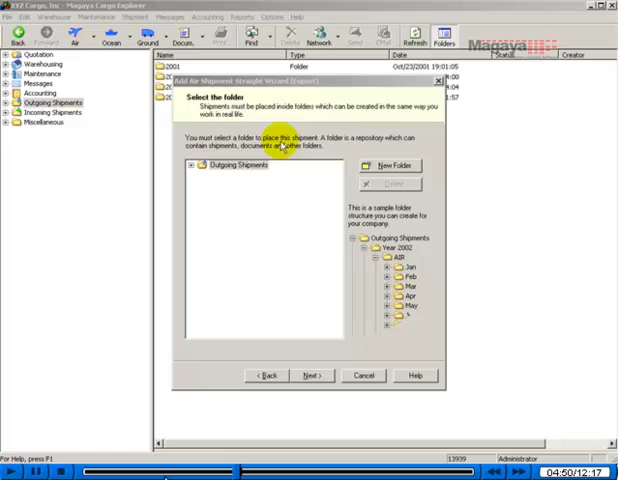 XYZ Cargo, Inc - Magaya Cargo Explorer
File Edit Warehousing Maintenance Shipment Messages Accounting Reports Options Help
Back Forward Air Ocean Ground Docum. Print Find Delete Network Send EMail Refresh Folders
Magaya
Name Type Date Status Creator
Quotation
Warehousing
Maintenance
Messages
Accounting
Outgoing Shipments
Incoming Shipments
Miscellaneous
2001 Folder Oct/23/2001 19:01:05
Add Air Shipment Straight Wizard (Export)
Select the folder
Shipments must be placed inside folders which can be created in the same way you
work in real life.
You must select a folder to place this shipment. A folder is a repository which can
contain shipments, documents and other folders.
Outgoing Shipments
New Folder
Delete
This is a sample folder
structure you can create for
your company.
Outgoing Shipments
Year 2002
AIR
Jan
Feb
Mar
Apr
May
< Back Next > Cancel Help
For Help, press F1 13939 Administrator
04:50/12:17